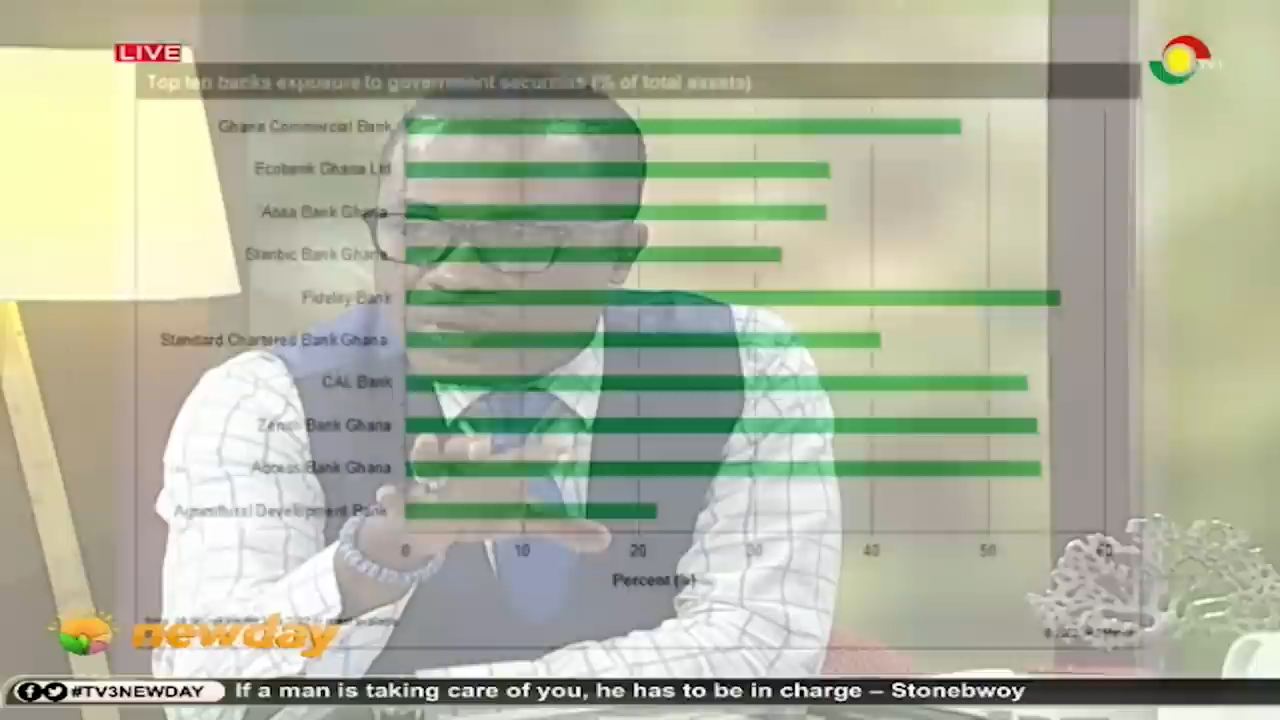 LIVE
Top ten banks exposure to government securities (% of total assets)
Ghana Commercial Bank
Ecobank Ghana Ltd
Absa Bank Ghana
Stanbic Bank Ghana
Fidelity Bank
Standard Chartered Bank Ghana
CAL Bank
Zenith Bank Ghana
Access Bank Ghana
Agricultural Development Bank
0 10 20 30 40 50 60
Percent (%)
newday
#TV3NEWDAY If a man is taking care of you, he has to be in charge – Stonebwoy